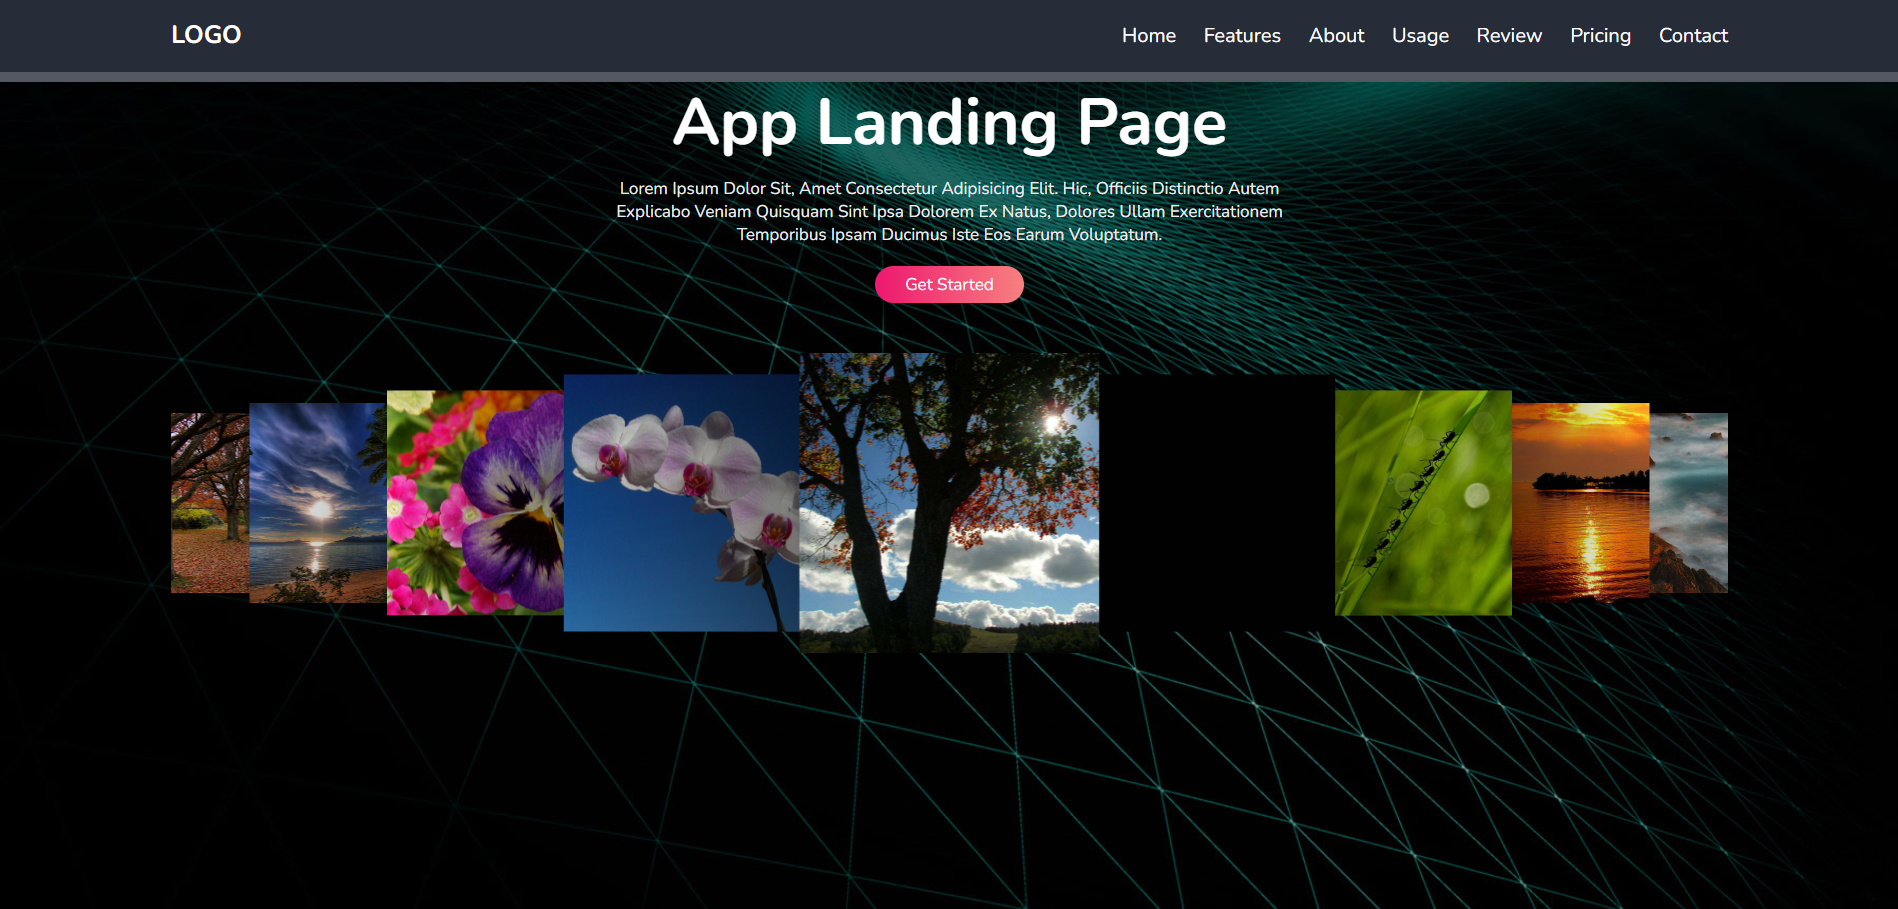 LOGO
Home Features About Usage Review Pricing Contact
App Landing Page
Lorem Ipsum Dolor Sit, Amet Consectetur Adipisicing Elit. Hic, Officiis Distinctio Autem
Explicabo Veniam Quisquam Sint Ipsa Dolorem Ex Natus, Dolores Ullam Exercitationem
Temporibus Ipsam Ducimus Iste Eos Earum Voluptatum.
Get Started